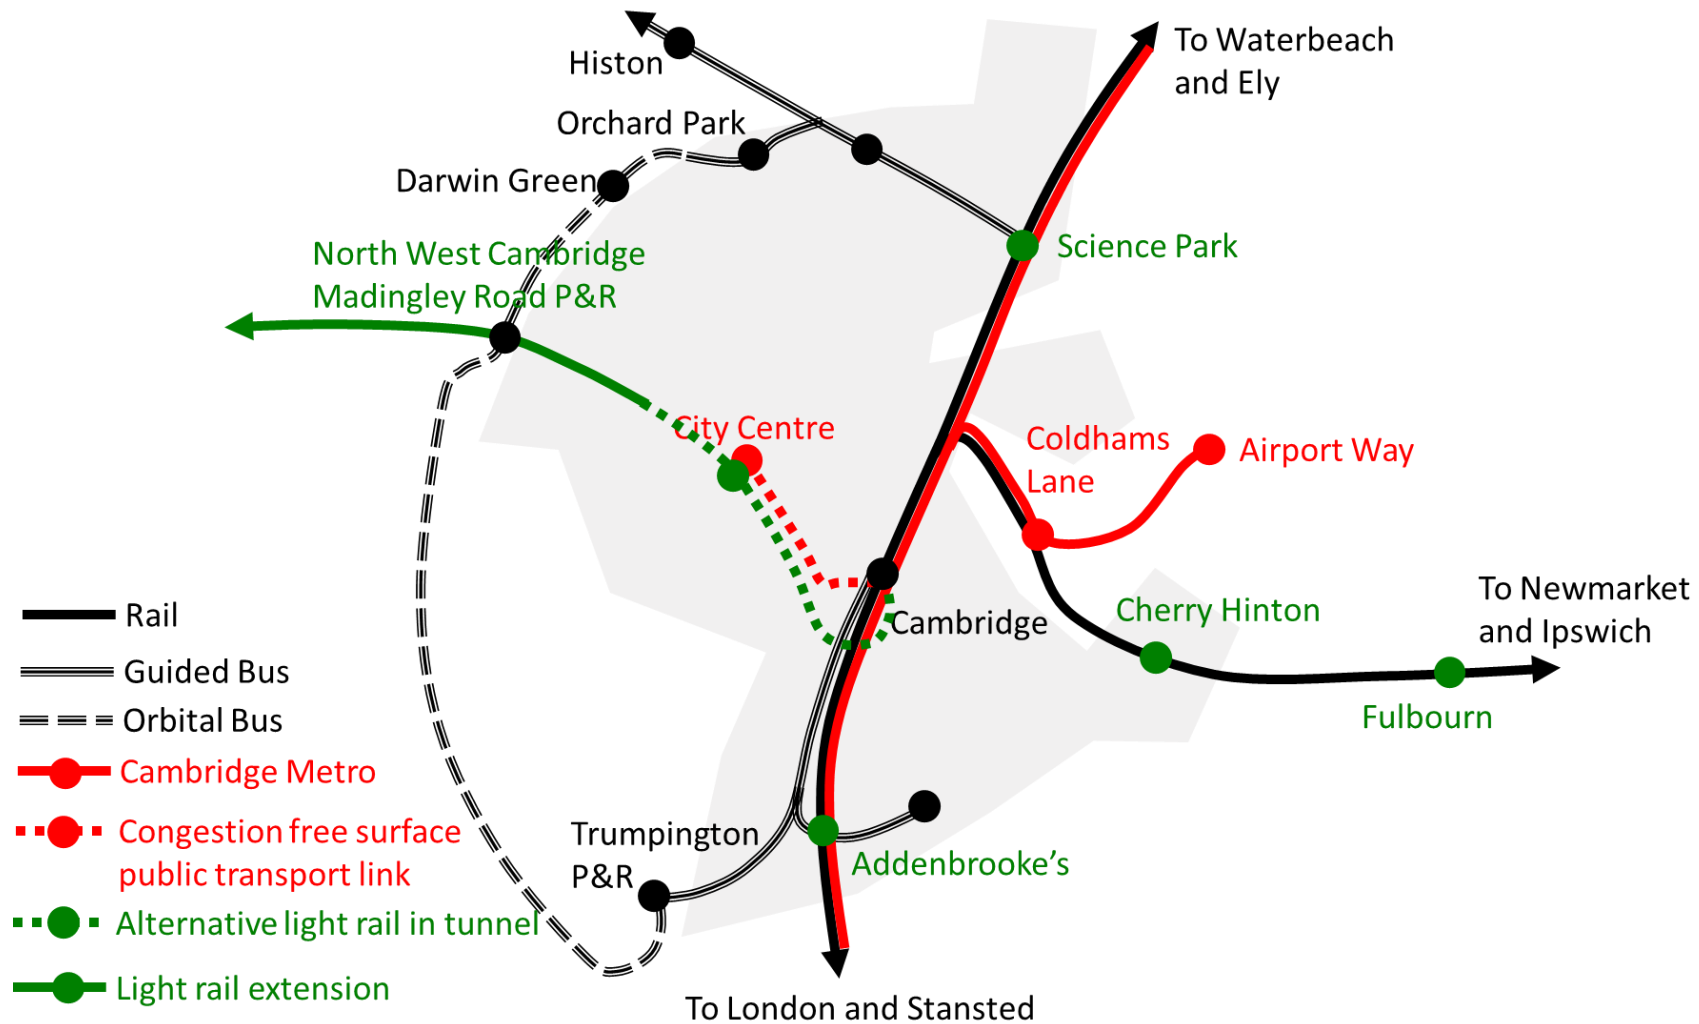 To Waterbeach
and Ely
Histon
Orchard Park
Darwin Green
North West Cambridge
Madingley Road P&R
Science Park
City Centre
Coldhams
Lane
Airport Way
Cambridge
Cherry Hinton
To Newmarket
and Ipswich
Fulbourn
Trumpington
P&R
Addenbrooke’s
To London and Stansted
Rail
Guided Bus
Orbital Bus
Cambridge Metro
Congestion free surface
public transport link
Alternative light rail in tunnel
Light rail extension